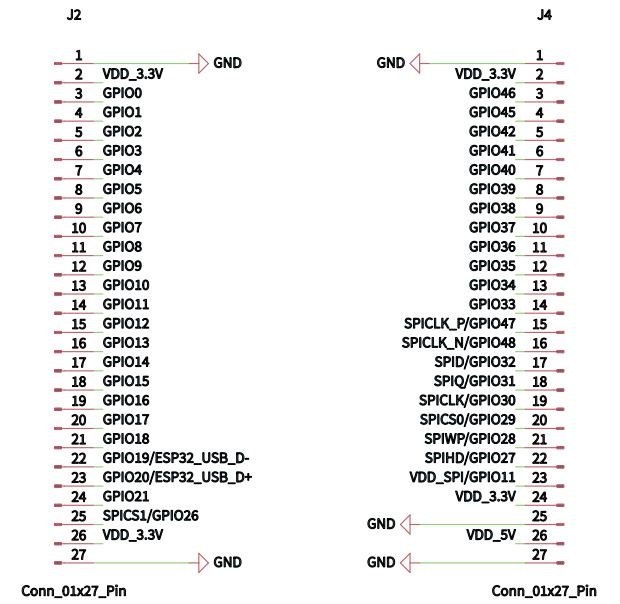 J2
1 GND
2 VDD_3.3V
3 GPIO0
4 GPIO1
5 GPIO2
6 GPIO3
7 GPIO4
8 GPIO5
9 GPIO6
10 GPIO7
11 GPIO8
12 GPIO9
13 GPIO10
14 GPIO11
15 GPIO12
16 GPIO13
17 GPIO14
18 GPIO15
19 GPIO16
20 GPIO17
21 GPIO18
22 GPIO19/ESP32_USB_D-
23 GPIO20/ESP32_USB_D+
24 GPIO21
25 SPICS1/GPIO26
26 VDD_3.3V
27 GND
Conn_01x27_Pin
J4
GND 1
VDD_3.3V 2
GPIO46 3
GPIO45 4
GPIO42 5
GPIO41 6
GPIO40 7
GPIO39 8
GPIO38 9
GPIO37 10
GPIO36 11
GPIO35 12
GPIO34 13
GPIO33 14
SPICLK_P/GPIO47 15
SPICLK_N/GPIO48 16
SPID/GPIO32 17
SPIQ/GPIO31 18
SPICLK/GPIO30 19
SPICS0/GPIO29 20
SPIWP/GPIO28 21
SPIHD/GPIO27 22
VDD_SPI/GPIO11 23
VDD_3.3V 24
GND 25
VDD_5V 26
GND 27
Conn_01x27_Pin